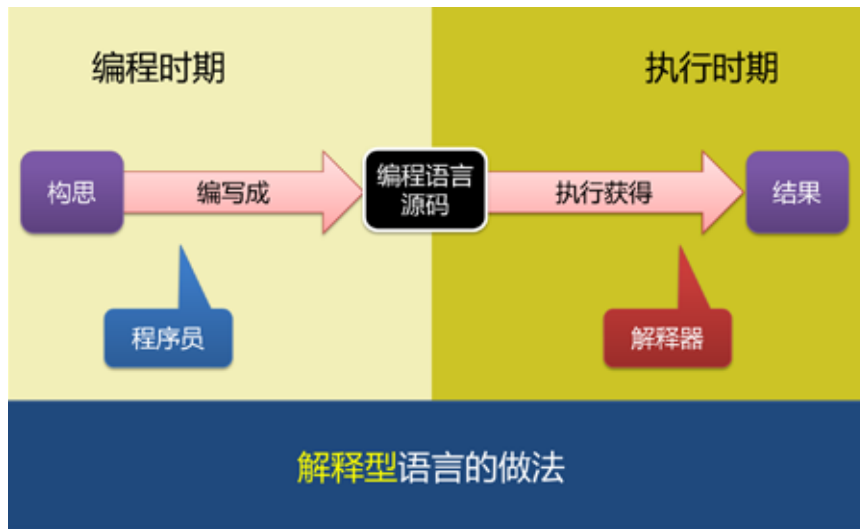 编程时期
执行时期
构思
编写成
编程语言
源码
执行获得
结果
程序员
解释器
解释型语言的做法